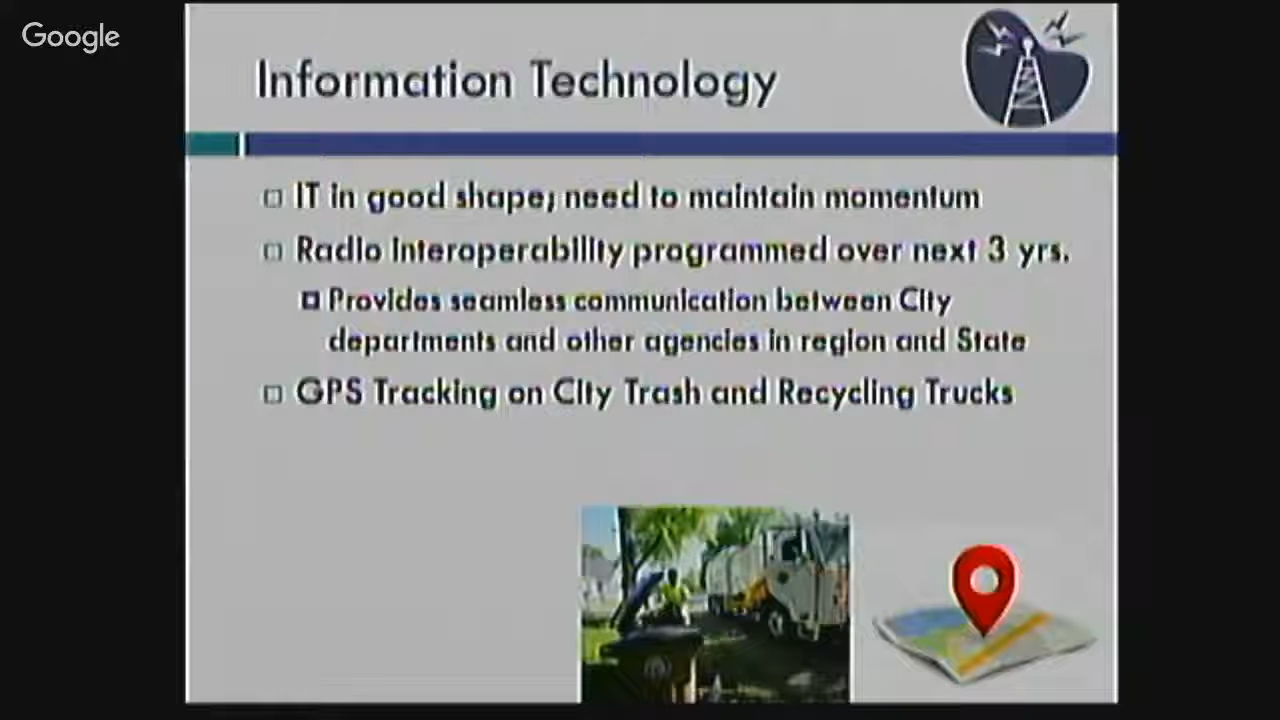 Google
Information Technology
IT in good shape; need to maintain momentum
Radio interoperability programmed over next 3 yrs.
Provides seamless communication between City
departments and other agencies in region and State
GPS Tracking on City Trash and Recycling Trucks